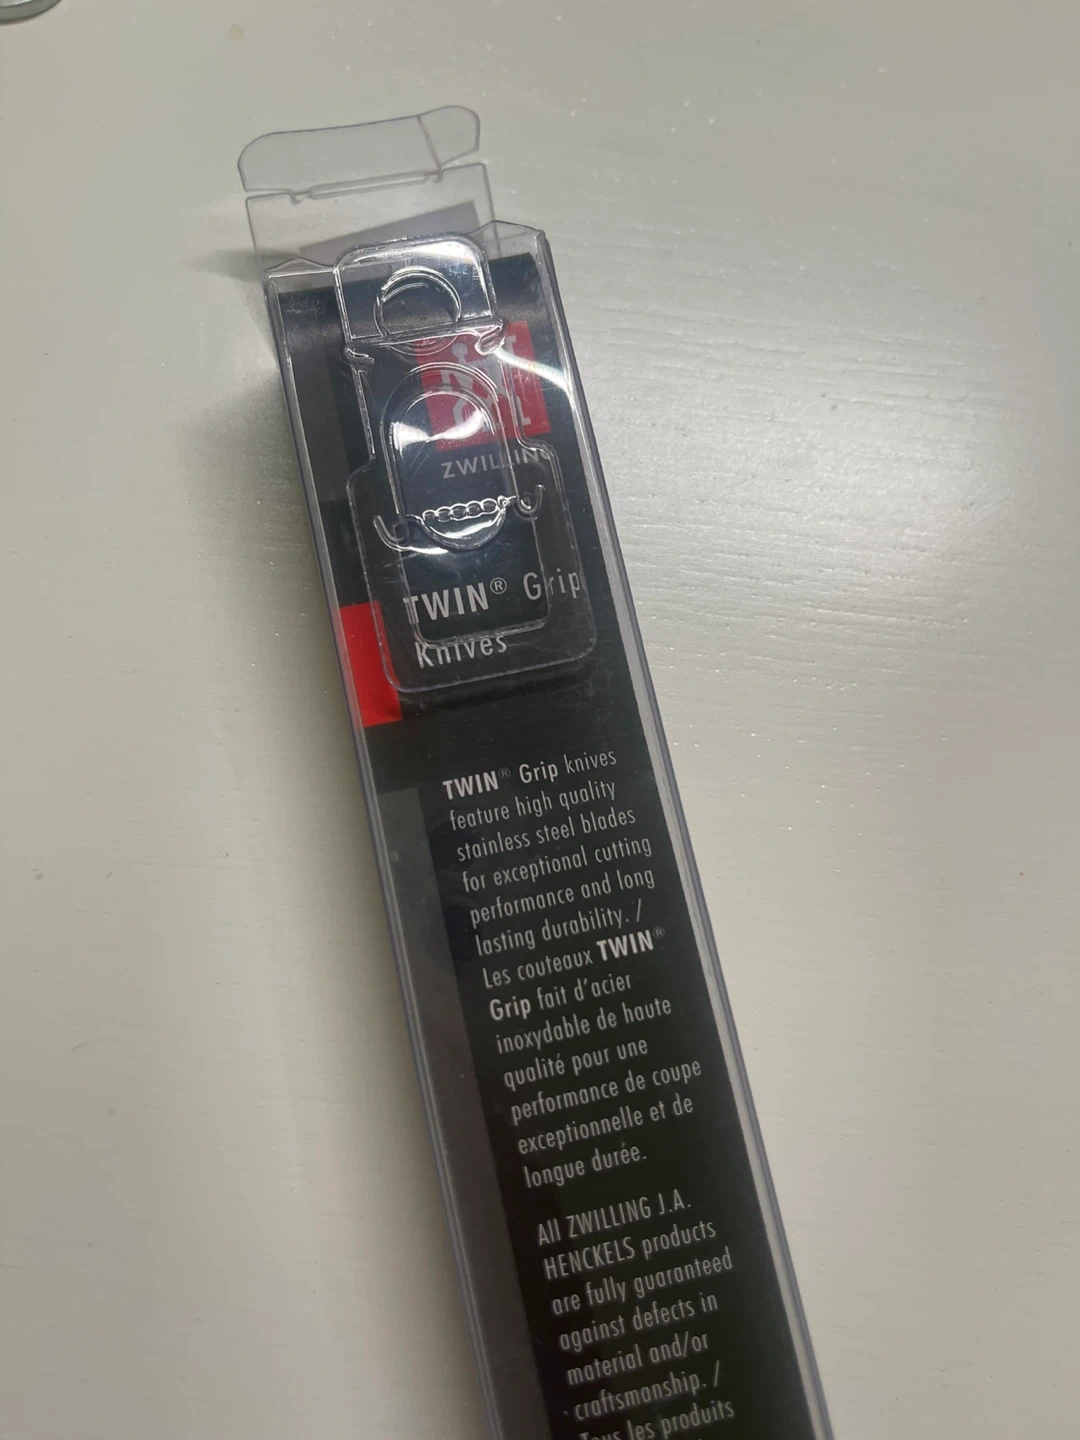 ZWILLING
TWIN® Grip
Knives
TWIN® Grip knives
feature high quality
stainless steel blades
for exceptional cutting
performance and long
lasting durability. /
Les couteaux TWIN®
Grip fait d'acier
inoxydable de haute
qualité pour une
performance de coupe
exceptionnelle et de
longue durée.
All ZWILLING J.A.
HENCKELS products
are fully guaranteed
against defects in
material and/or
craftsmanship. /
Tous les produits